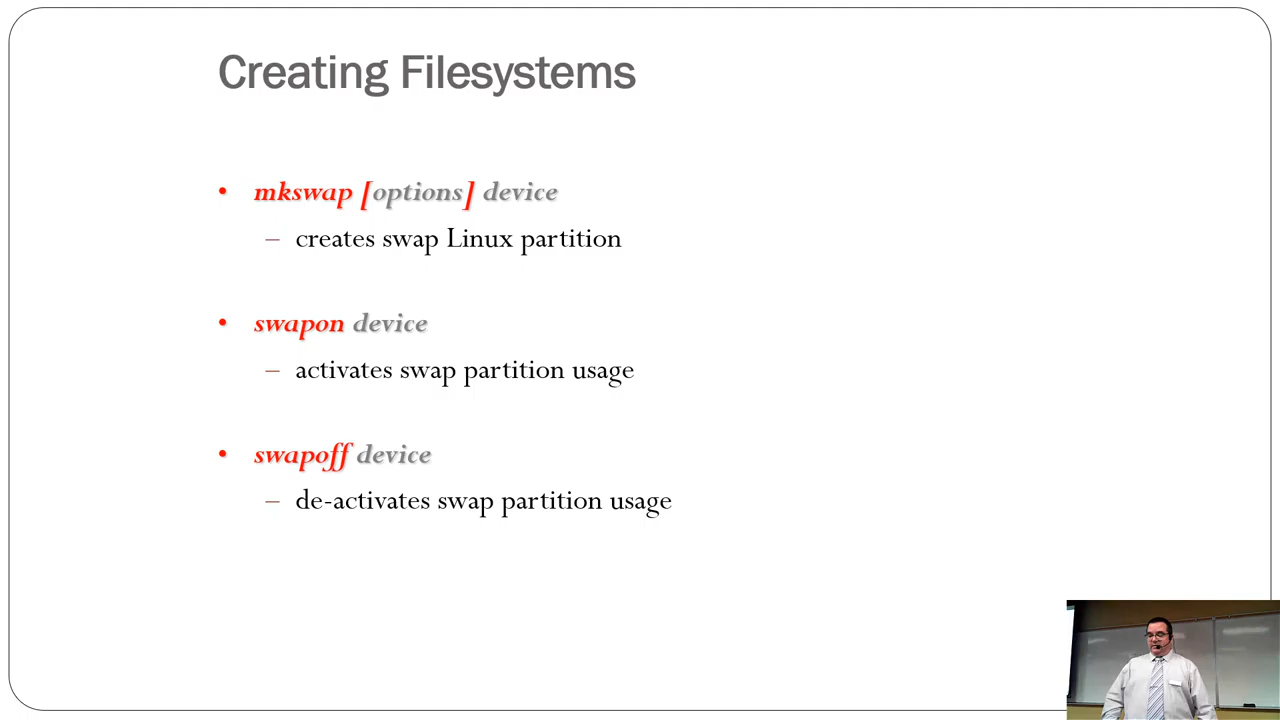 Creating Filesystems
• mkswap [options] device
– creates swap Linux partition
• swapon device
– activates swap partition usage
• swapoff device
– de-activates swap partition usage